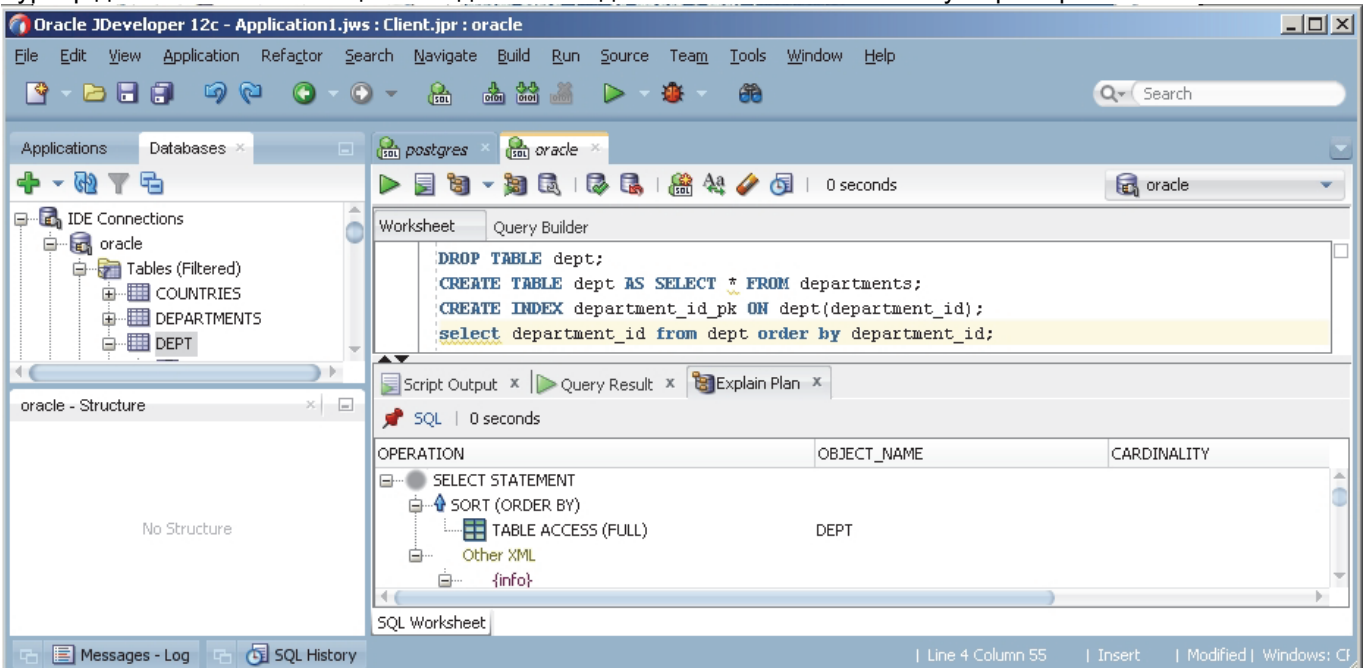 Oracle JDeveloper 12c - Application1.jws : Client.jpr : oracle
File Edit View Application Refactor Search Navigate Build Run Source Team Tools Window Help
Search
Applications Databases
postgres oracle
0 seconds oracle
Worksheet Query Builder
IDE Connections
oracle
Tables (Filtered)
COUNTRIES
DEPARTMENTS
DEPT
DROP TABLE dept;
CREATE TABLE dept AS SELECT * FROM departments;
CREATE INDEX department_id_pk ON dept(department_id);
select department_id from dept order by department_id;
Script Output Query Result Explain Plan
oracle - Structure
No Structure
SQL | 0 seconds
OPERATION OBJECT_NAME CARDINALITY
SELECT STATEMENT
SORT (ORDER BY)
TABLE ACCESS (FULL) DEPT
Other XML
{info}
SQL Worksheet
Messages - Log SQL History
| Line 4 Column 55 | Insert | Modified | Windows: